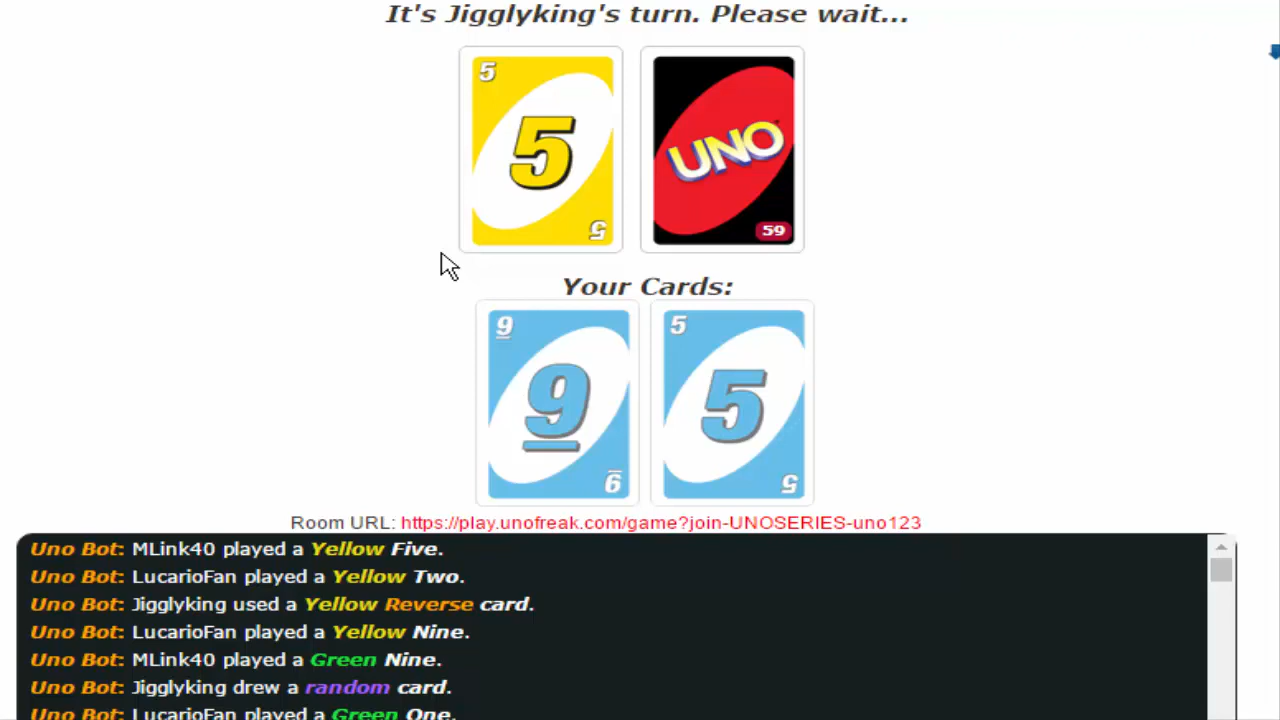 It's Jigglyking's turn. Please wait...
5
5
5
UNO
59
Your Cards:
9
9
9
5
5
5
Room URL: https://play.unofreak.com/game?join-UNOSERIES-uno123
Uno Bot: MLink40 played a Yellow Five.
Uno Bot: LucarioFan played a Yellow Two.
Uno Bot: Jigglyking used a Yellow Reverse card.
Uno Bot: LucarioFan played a Yellow Nine.
Uno Bot: MLink40 played a Green Nine.
Uno Bot: Jigglyking drew a random card.
Uno Bot: LucarioFan played a Green One.